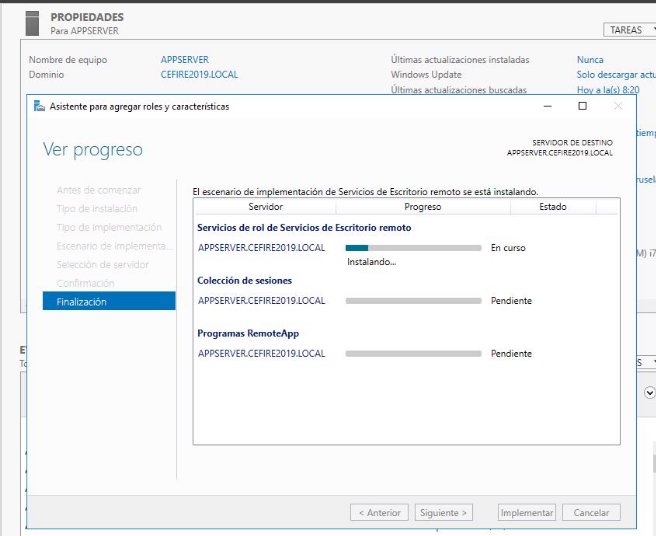 PROPIEDADES
Para APPSERVER
TAREAS
Nombre de equipo APPSERVER Últimas actualizaciones instaladas Nunca
Dominio CEFIRE2019.LOCAL Windows Update Solo descargar actu
Últimas actualizaciones buscadas Hoy a la(s) 8:20
Asistente para agregar roles y características
Ver progreso
SERVIDOR DE DESTINO
APPSERVER.CEFIRE2019.LOCAL
Antes de comenzar
Tipo de instalación
Tipo de implementación
Escenario de implementa...
Selección de servidor
Confirmación
Finalización
El escenario de implementación de Servicios de Escritorio remoto se está instalando.
Servidor Progreso Estado
Servicios de rol de Servicios de Escritorio remoto
APPSERVER.CEFIRE2019.LOCAL En curso
Instalando...
Colección de sesiones
APPSERVER.CEFIRE2019.LOCAL Pendiente
Programas RemoteApp
APPSERVER.CEFIRE2019.LOCAL Pendiente
< Anterior Siguiente > Implementar Cancelar